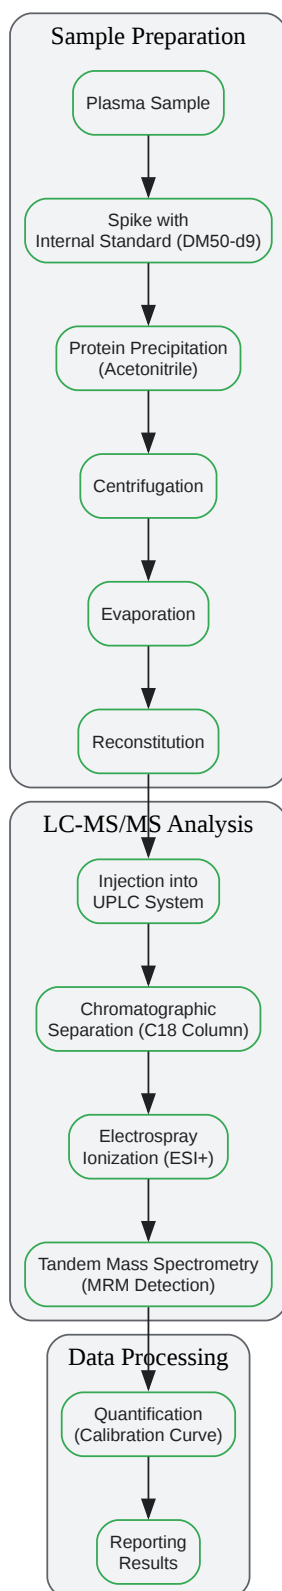 Sample Preparation
Plasma Sample
Spike with
Internal Standard (DM50-d9)
Protein Precipitation
(Acetonitrile)
Centrifugation
Evaporation
Reconstitution
LC-MS/MS Analysis
Injection into
UPLC System
Chromatographic
Separation (C18 Column)
Electrospray
Ionization (ESI+)
Tandem Mass Spectrometry
(MRM Detection)
Data Processing
Quantification
(Calibration Curve)
Reporting
Results